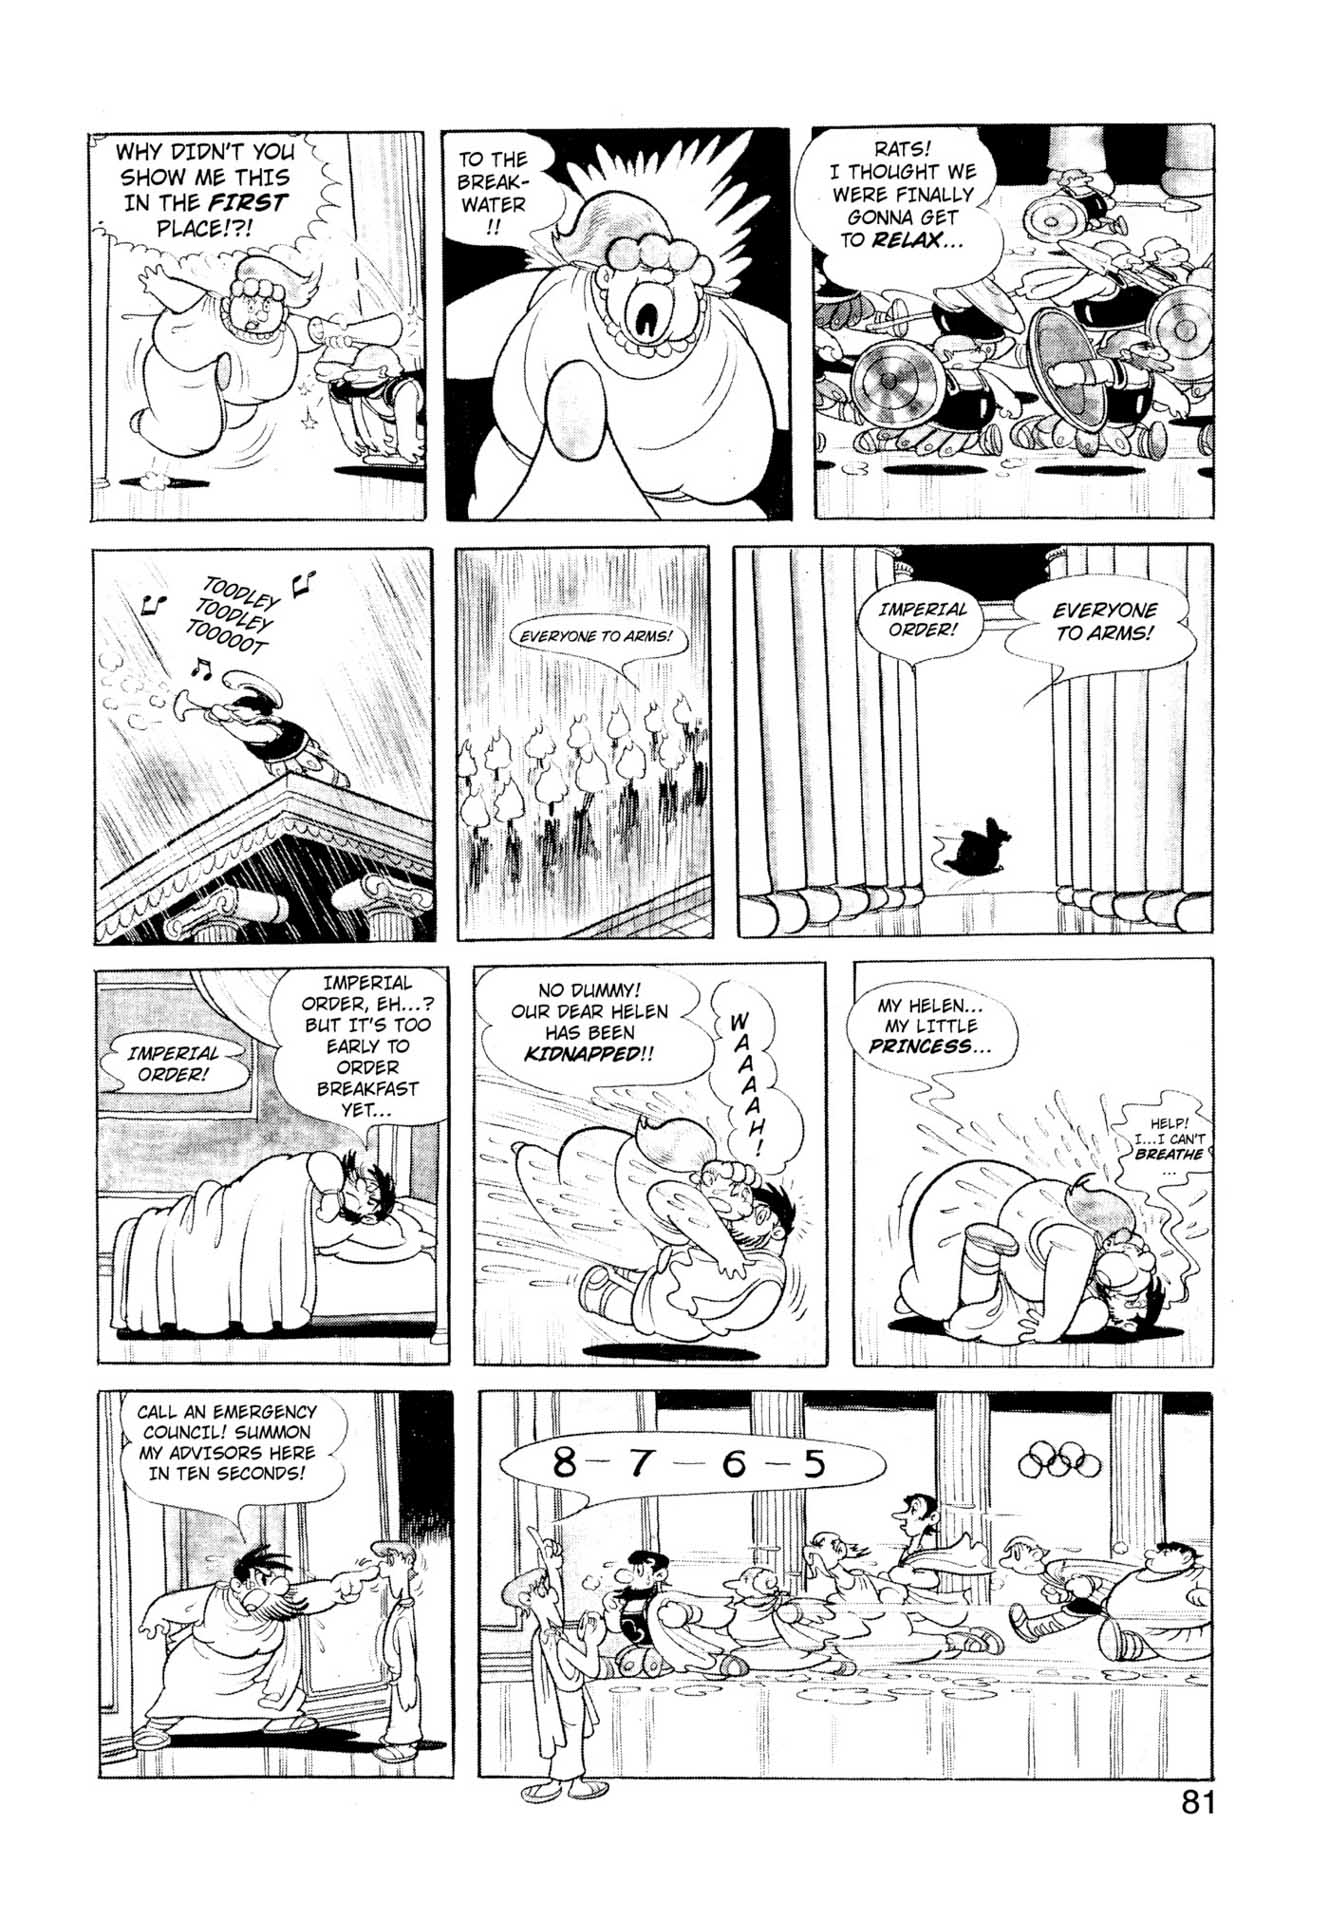 WHY DIDN'T YOU
SHOW ME THIS
IN THE FIRST
PLACE!?!
TO THE
BREAK-
WATER
!!
RATS!
I THOUGHT WE
WERE FINALLY
GONNA GET
TO RELAX...
TOODLEY
TOODLEY
TOOOOOT
EVERYONE TO ARMS!
IMPERIAL
ORDER!
EVERYONE
TO ARMS!
IMPERIAL
ORDER!
IMPERIAL
ORDER, EH...?
BUT IT'S TOO
EARLY TO
ORDER
BREAKFAST
YET...
NO DUMMY!
OUR DEAR HELEN
HAS BEEN
KIDNAPPED!!
WAAAAH!
MY HELEN...
MY LITTLE
PRINCESS...
HELP!
I...I CAN'T
BREATHE
...
CALL AN EMERGENCY
COUNCIL! SUMMON
MY ADVISORS HERE
IN TEN SECONDS!
8-7-6-5
81